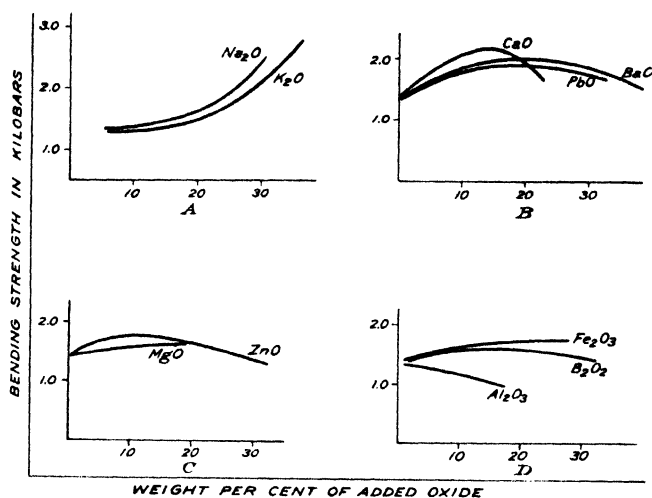 BENDING STRENGTH IN KILOBARS
3.0
2.0
1.0
Na₂O
K₂O
10 20 30
A
2.0
1.0
CaO
PbO
BaO
10 20 30
B
2.0
1.0
MgO
ZnO
10 20 30
C
2.0
1.0
Fe₂O₃
B₂O₂
Al₂O₃
10 20 30
D
WEIGHT PER CENT OF ADDED OXIDE